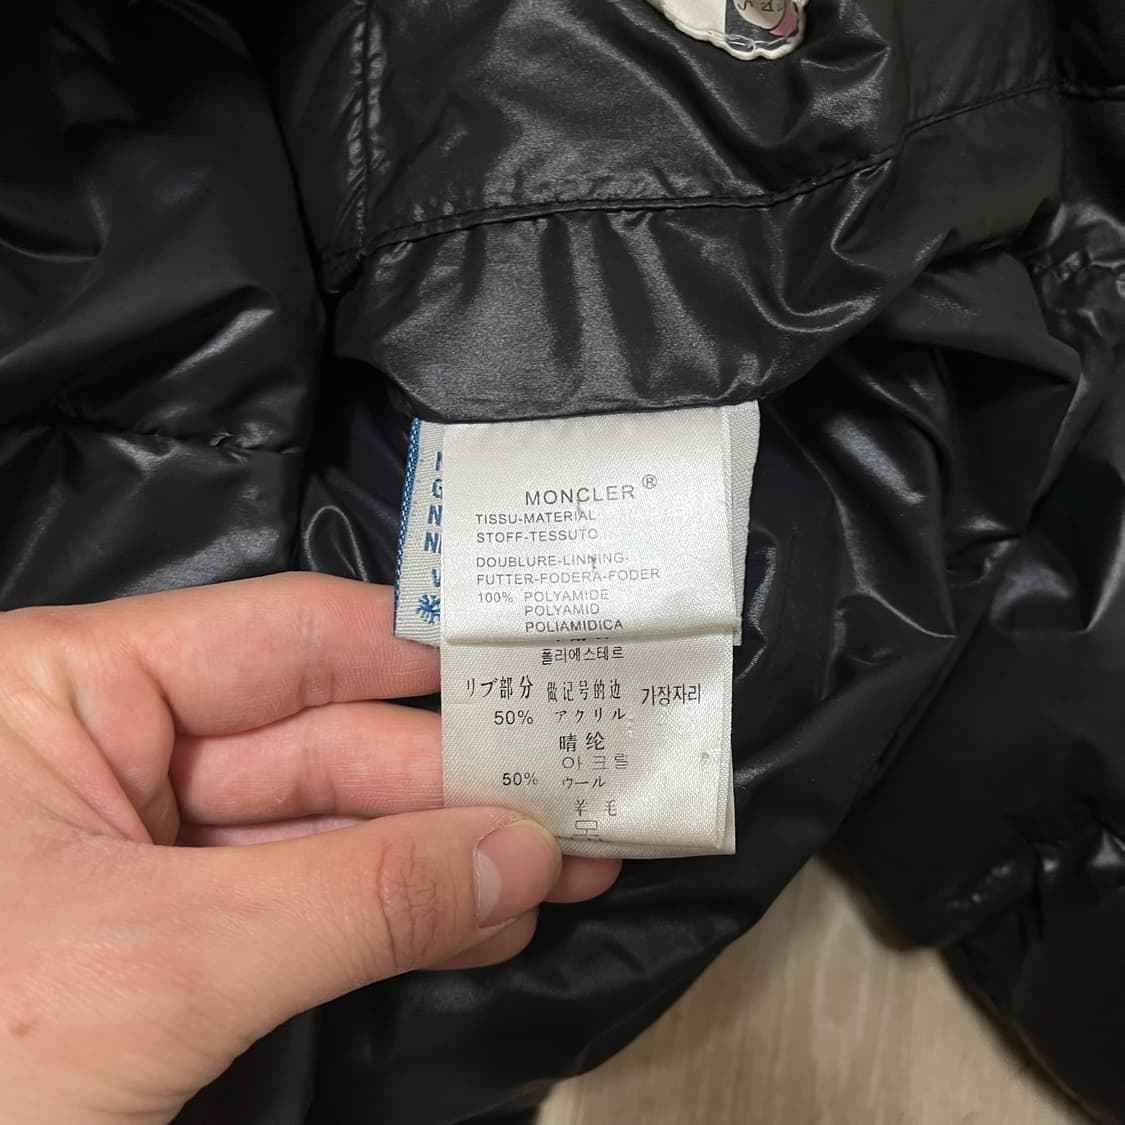 MONCLER®
TISSU-MATERIAL
STOFF-TESSUTO
DOUBLURE-LINNING-
FUTTER-FODERA-FODER
100% POLYAMIDE
POLYAMID
POLIAMIDICA
폴리에스테르
リブ部分 做记号的边 가장자리
50% アクリル
晴纶
아크릴
50% ウール
羊毛